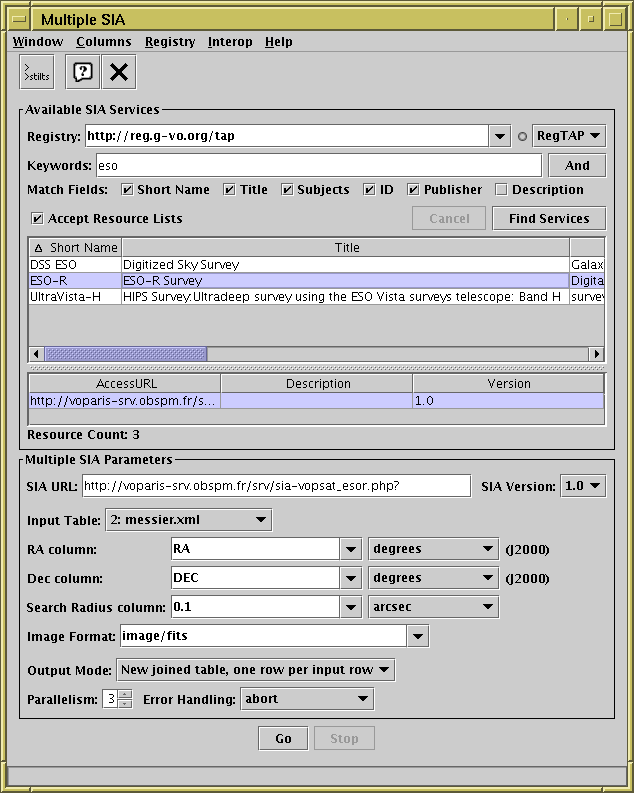 Multiple SIA
Window Columns Registry Interop Help
>
>stilts
?
Available SIA Services
Registry: http://reg.g-vo.org/tap RegTAP
Keywords: eso And
Match Fields: Short Name Title Subjects ID Publisher Description
Accept Resource Lists Cancel Find Services
Δ Short Name Title
DSS ESO Digitized Sky Survey Galax
ESO-R ESO-R Survey Digita
UltraVista-H HIPS Survey:Ultradeep survey using the ESO Vista surveys telescope: Band H survey
AccessURL Description Version
http://voparis-srv.obspm.fr/s... 1.0
Resource Count: 3
Multiple SIA Parameters
SIA URL: http://voparis-srv.obspm.fr/srv/sia-vopsat_esor.php? SIA Version: 1.0
Input Table: 2: messier.xml
RA column: RA degrees (J2000)
Dec column: DEC degrees (J2000)
Search Radius column: 0.1 arcsec
Image Format: image/fits
Output Mode: New joined table, one row per input row
Parallelism: 3 Error Handling: abort
Go Stop